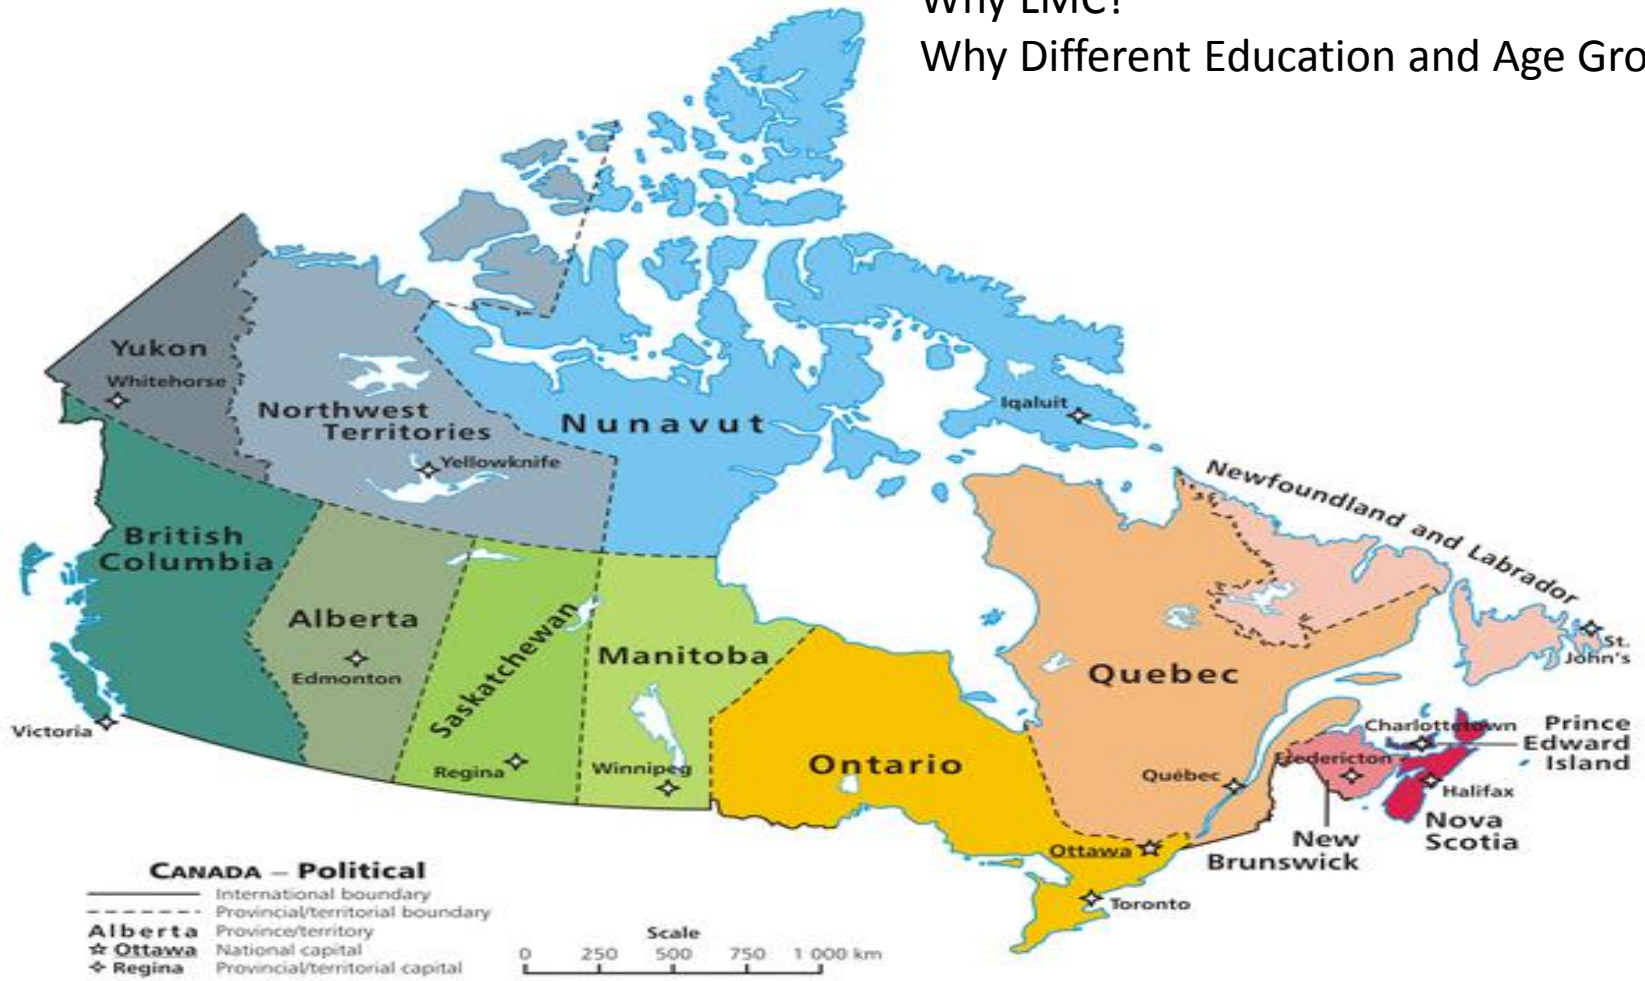 Why LMC?
Why Different Education and Age Gro
Yukon
Whitehorse
Northwest
Territories
Yellowknife
Nunavut
Iqaluit
Newfoundland and Labrador
St.
John's
British
Columbia
Victoria
Alberta
Edmonton
Saskatchewan
Regina
Manitoba
Winnipeg
Ontario
Ottawa
Toronto
Quebec
Québec
Charlottetown
Prince
Edward
Island
Fredericton
Halifax
Nova
Scotia
New
Brunswick
CANADA – Political
International boundary
Provincial/territorial boundary
Alberta Province/territory
Ottawa National capital
Regina Provincial/territorial capital
Scale
0 250 500 750 1 000 km